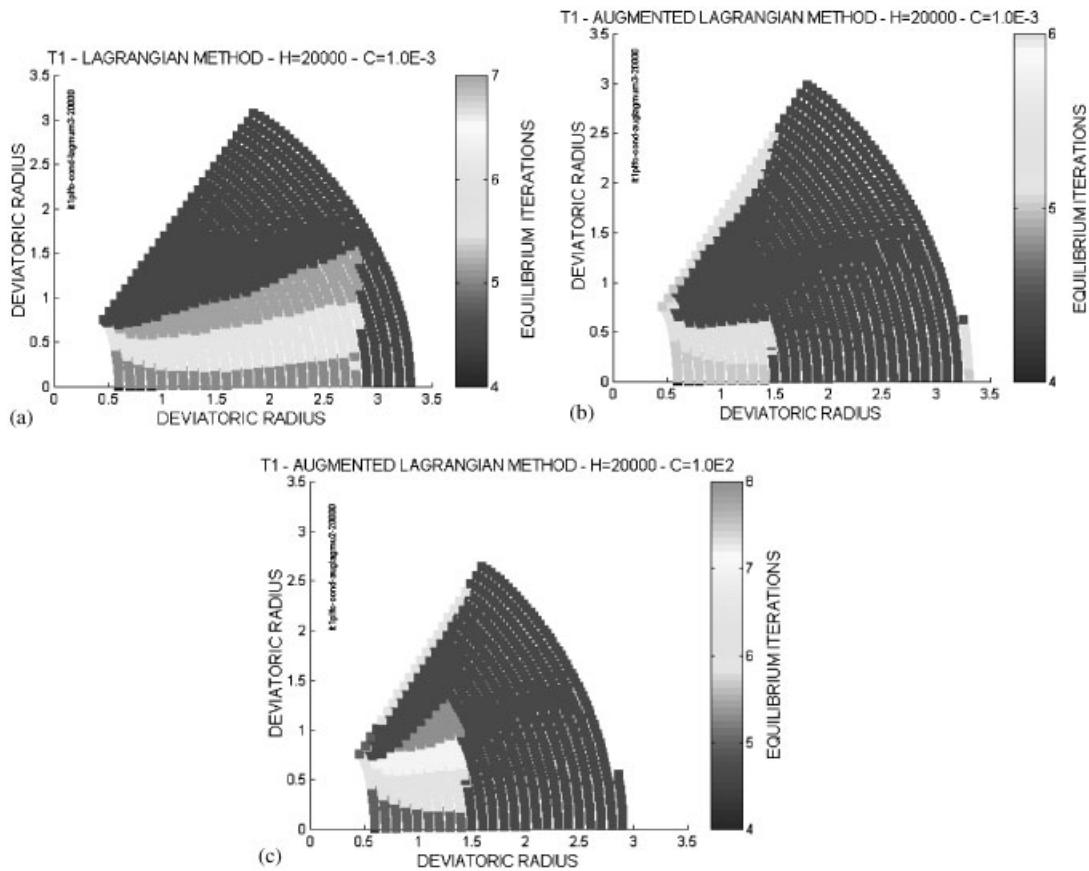 T1 - LAGRANGIAN METHOD - H=20000 - C=1.0E-3
3.5
3
2.5
2
1.5
1
0.5
0
0 0.5 1 1.5 2 2.5 3 3.5
DEVIATORIC RADIUS
DEVIATORIC RADIUS
7
6
5
4
EQUILIBRIUM ITERATIONS
(a)
T1 - AUGMENTED LAGRANGIAN METHOD - H=20000 - C=1.0E-3
3.5
3
2.5
2
1.5
1
0.5
0
0 0.5 1 1.5 2 2.5 3 3.5
DEVIATORIC RADIUS
DEVIATORIC RADIUS
6
5
4
EQUILIBRIUM ITERATIONS
(b)
T1 - AUGMENTED LAGRANGIAN METHOD - H=20000 - C=1.0E2
3.5
3
2.5
2
1.5
1
0.5
0
0 0.5 1 1.5 2 2.5 3 3.5
DEVIATORIC RADIUS
DEVIATORIC RADIUS
8
7
6
5
4
EQUILIBRIUM ITERATIONS
(c)